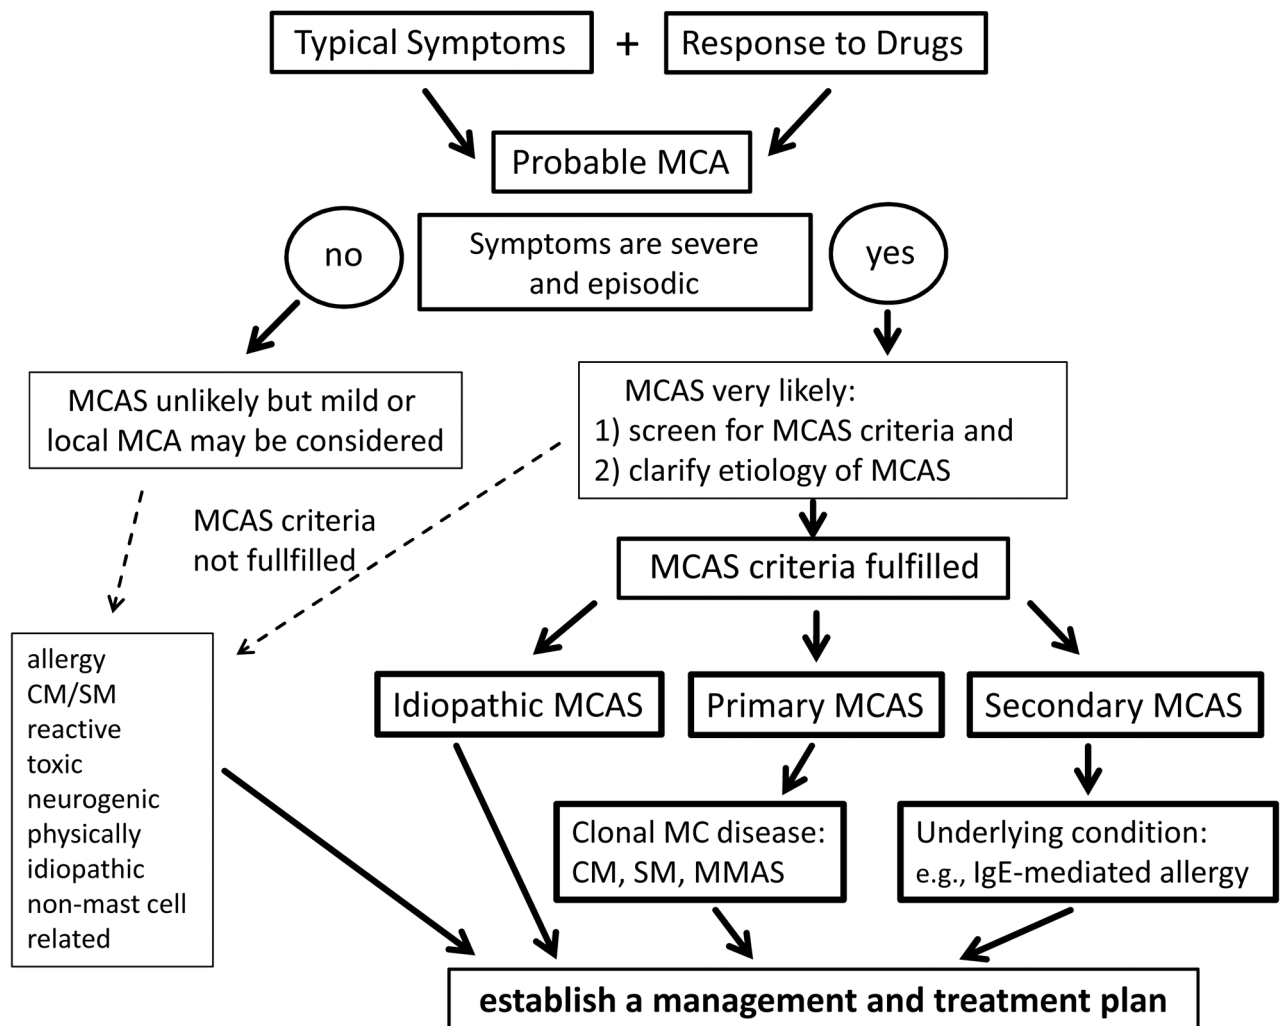 Typical Symptoms + Response to Drugs
Probable MCA
no
Symptoms are severe
and episodic
yes
MCAS unlikely but mild or
local MCA may be considered
MCAS very likely:
1) screen for MCAS criteria and
2) clarify etiology of MCAS
MCAS criteria
not fullfilled
MCAS criteria fulfilled
allergy
CM/SM
reactive
toxic
neurogenic
physically
idiopathic
non-mast cell
related
Idiopathic MCAS
Primary MCAS
Secondary MCAS
Clonal MC disease:
CM, SM, MMAS
Underlying condition:
e.g., IgE-mediated allergy
establish a management and treatment plan